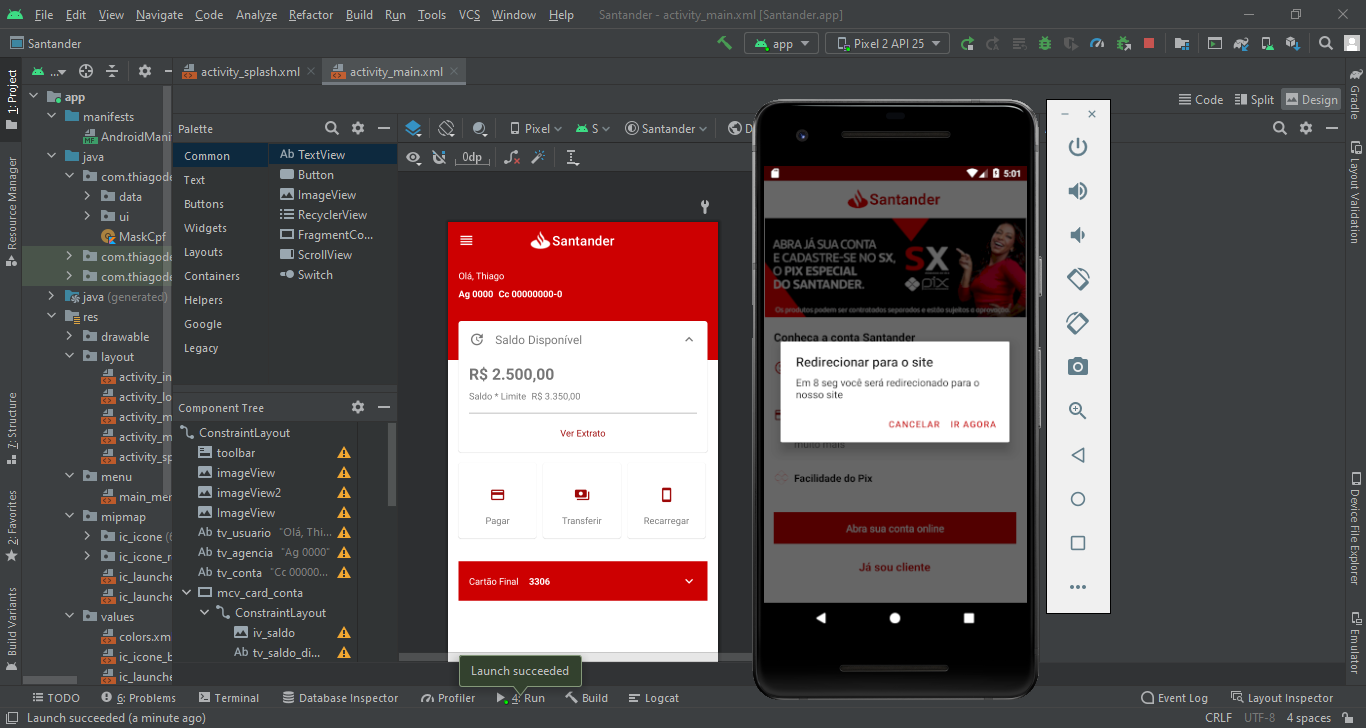 File Edit View Navigate Code Analyze Refactor Build Run Tools VCS Window Help Santander - activity_main.xml [Santander.app]
Santander
app
Pixel 2 API 25
1: Project
Resource Manager
7: Structure
2: Favorites
Build Variants
...
activity_splash.xml
activity_main.xml
Code
Split
Design
app
manifests
AndroidMani
java
com.thiagode
data
ui
MaskCpf
com.thiagode
com.thiagode
java (generated)
res
drawable
layout
activity_in
activity_lo
activity_m
activity_m
activity_sp
menu
main_men
mipmap
ic_icone (6
ic_icone_r
ic_launche
ic_launche
values
colors.xm
ic_icone_b
ic_launche
Palette
Common
Text
Buttons
Widgets
Layouts
Containers
Helpers
Google
Legacy
Ab TextView
Button
ImageView
RecyclerView
FragmentCo...
ScrollView
Switch
Component Tree
ConstraintLayout
toolbar
imageView
imageView2
ImageView
Ab tv_usuario "Olá, Thi...
Ab tv_agencia "Ag 0000"
Ab tv_conta "Cc 00000...
mcv_card_conta
ConstraintLayout
iv_saldo
Ab tv_saldo_di...
Pixel
S
Santander
D
0dp
Santander
Olá, Thiago
Ag 0000 Cc 00000000-0
Saldo Disponível
R$ 2.500,00
Saldo * Limite R$ 3.350,00
Ver Extrato
Pagar
Transferir
Recarregar
Cartão Final 3306
5:01
Santander
ABRA JÁ SUA CONTA
E CADASTRE-SE NO SX,
O PIX ESPECIAL
DO SANTANDER.
SX
pix
Os produtos podem ser contratados separados e estão sujeitos a aprovação
Conheça a conta Santander
Redirecionar para o site
Em 8 seg você será redirecionado para o
nosso site
CANCELAR IR AGORA
muito mais
Facilidade do Pix
Abra sua conta online
Já sou cliente
Gradle
Layout Validation
Device File Explorer
Emulator
Launch succeeded
TODO
6: Problems
Terminal
Database Inspector
Profiler
4: Run
Build
Logcat
Event Log
Layout Inspector
Launch succeeded (a minute ago)
CRLF UTF-8 4 spaces